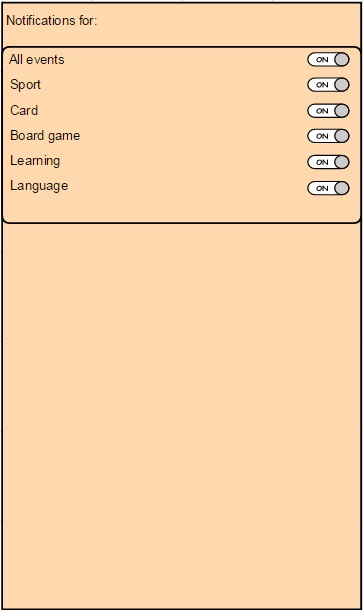 Notifications for:
All events ON
Sport ON
Card ON
Board game ON
Learning ON
Language ON